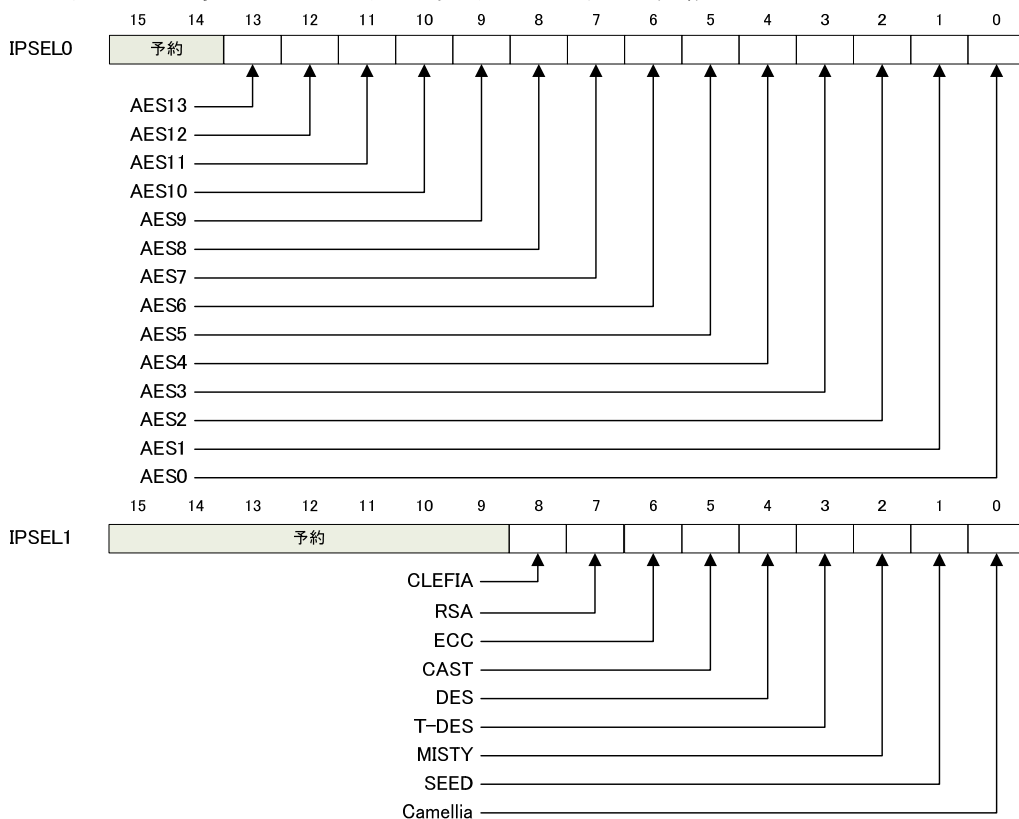 15 14 13 12 11 10 9 8 7 6 5 4 3 2 1 0
IPSEL0 予約
AES13
AES12
AES11
AES10
AES9
AES8
AES7
AES6
AES5
AES4
AES3
AES2
AES1
AES0
15 14 13 12 11 10 9 8 7 6 5 4 3 2 1 0
IPSEL1 予約
CLEFIA
RSA
ECC
CAST
DES
T-DES
MISTY
SEED
Camellia